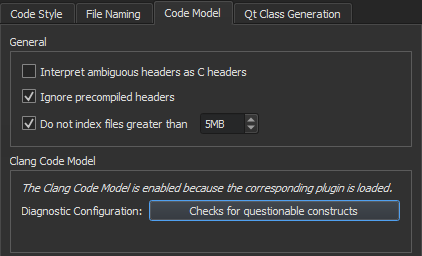 Code Style File Naming Code Model Qt Class Generation
General
Interpret ambiguous headers as C headers
Ignore precompiled headers
Do not index files greater than 5MB
Clang Code Model
The Clang Code Model is enabled because the corresponding plugin is loaded.
Diagnostic Configuration: Checks for questionable constructs